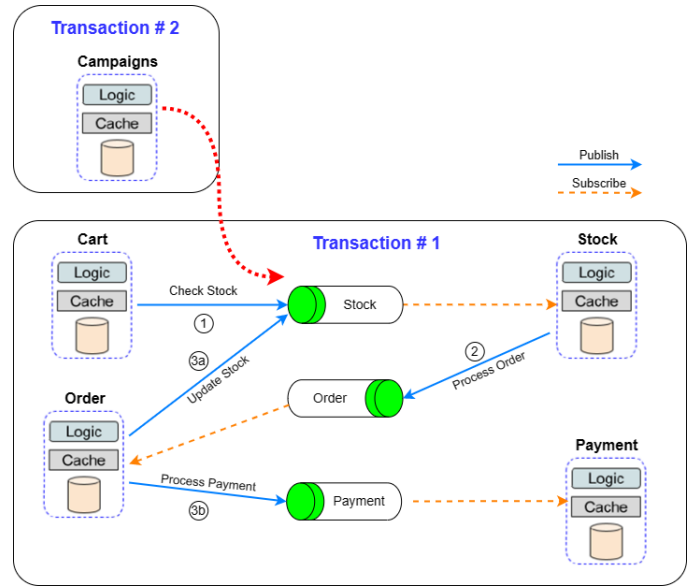 Transaction # 2
Campaigns
Logic
Cache
Publish
Subscribe
Transaction # 1
Cart
Logic
Cache
Check Stock
1
Stock
Stock
Logic
Cache
3a
Update Stock
2
Process Order
Order
Order
Logic
Cache
Process Payment
3b
Payment
Payment
Logic
Cache